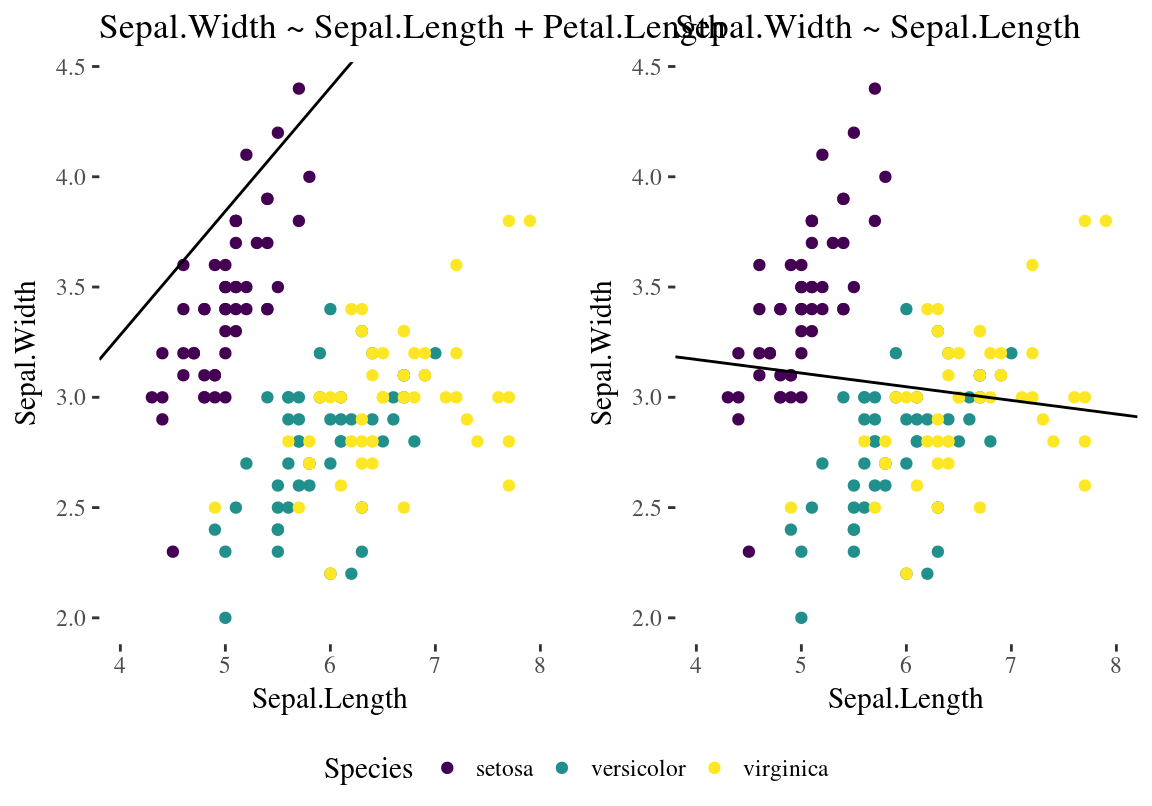 Sepal.Width ~ Sepal.Length + Petal.Length
Sepal.Width ~ Sepal.Length
Sepal.Width
4.5
4.0
3.5
3.0
2.5
2.0
4 5 6 7 8
Sepal.Length
Sepal.Width
4.5
4.0
3.5
3.0
2.5
2.0
4 5 6 7 8
Sepal.Length
Species setosa versicolor virginica